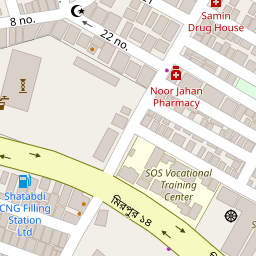 Samin
Drug House
8 no.
22 no.
Noor Jahan
Pharmacy
SOS Vocational
Training
Center
Shatabdi
CNG Filling
Station
Ltd
মিরপুর ১৪